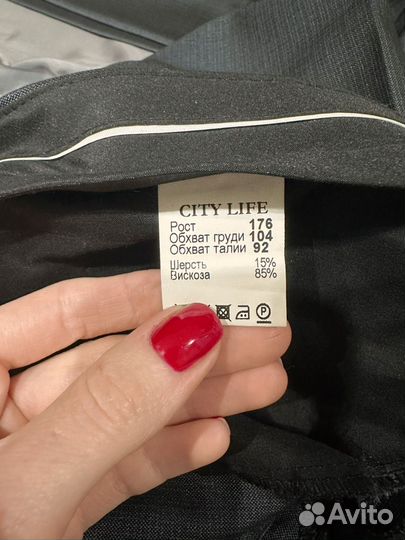 CITY LIFE
Рост 176
Обхват груди 104
Обхват талии 92
Шерсть 15%
Вискоза 85%
P
Avito